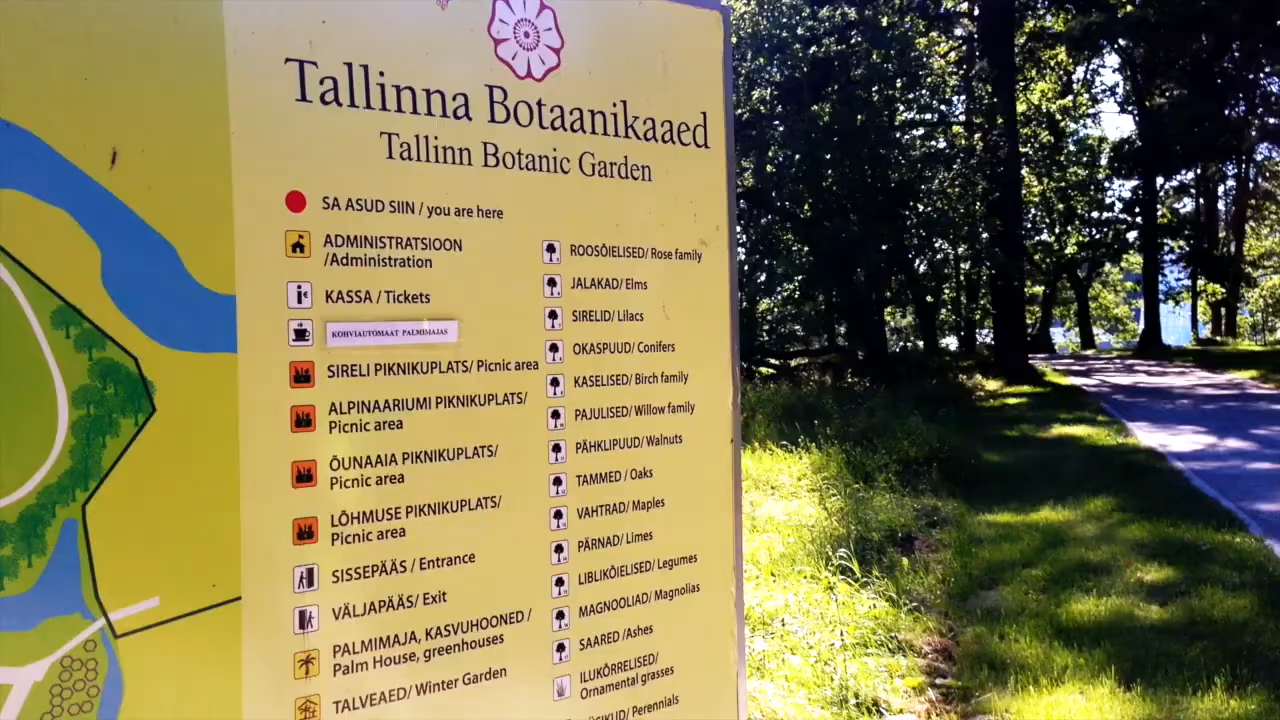 Tallinna Botaanikaaed
Tallinn Botanic Garden
SA ASUD SIIN / you are here
ADMINISTRATSIOON
/Administration
KASSA / Tickets
KOHVIAUTOMAAT PALMIMAJAS
SIRELI PIKNIKUPLATS/ Picnic area
ALPINAARIUMI PIKNIKUPLATS/
Picnic area
ÕUNAAIA PIKNIKUPLATS/
Picnic area
LÕHMUSE PIKNIKUPLATS/
Picnic area
SISSEPÄÄS / Entrance
VÄLJAPÄÄS/ Exit
PALMIMAJA, KASVUHOONED /
Palm House, greenhouses
TALVEAED/ Winter Garden
ROOSÕIELISED/ Rose family
JALAKAD/ Elms
SIRELID/ Lilacs
OKASPUUD/ Conifers
KASELISED/ Birch family
PAJULISED/ Willow family
PÄHKLIPUUD/ Walnuts
TAMMED / Oaks
VAHTRAD/ Maples
PÄRNAD/ Limes
LIBLIKÕIELISED/ Legumes
MAGNOOLIAD/ Magnolias
SAARED /Ashes
ILUKÕRRELISED/
Ornamental grasses
Perennials